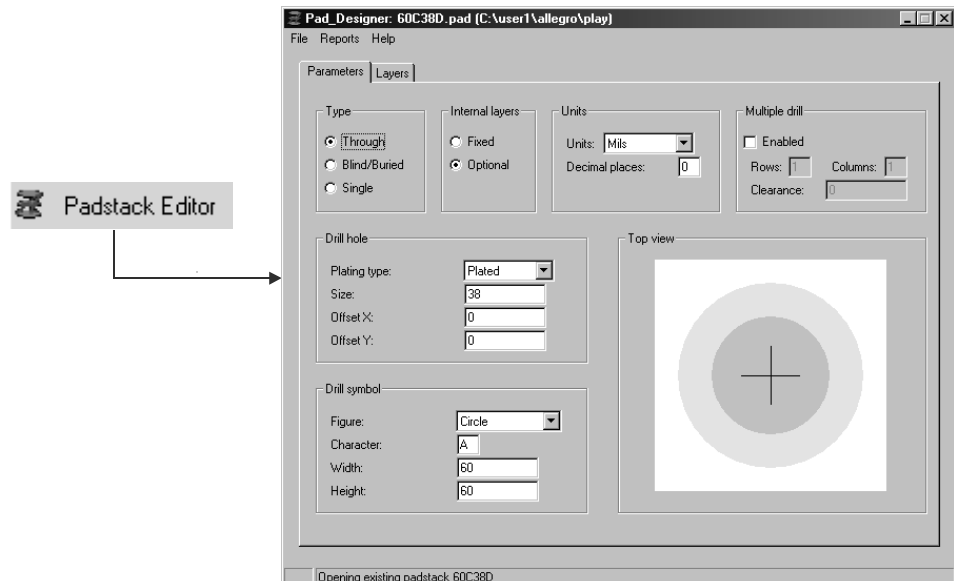 Pad_Designer: 60C38D.pad (C:\user1\allegro\play)
File Reports Help
Parameters Layers
Type
Through
Blind/Buried
Single
Internal layers
Fixed
Optional
Units
Units: Mils
Decimal places: 0
Multiple drill
Enabled
Rows: 1 Columns: 1
Clearance: 0
Padstack Editor
Drill hole
Plating type: Plated
Size: 38
Offset X: 0
Offset Y: 0
Top view
Drill symbol
Figure: Circle
Character: A
Width: 60
Height: 60
Opening existing padstack 60C38D